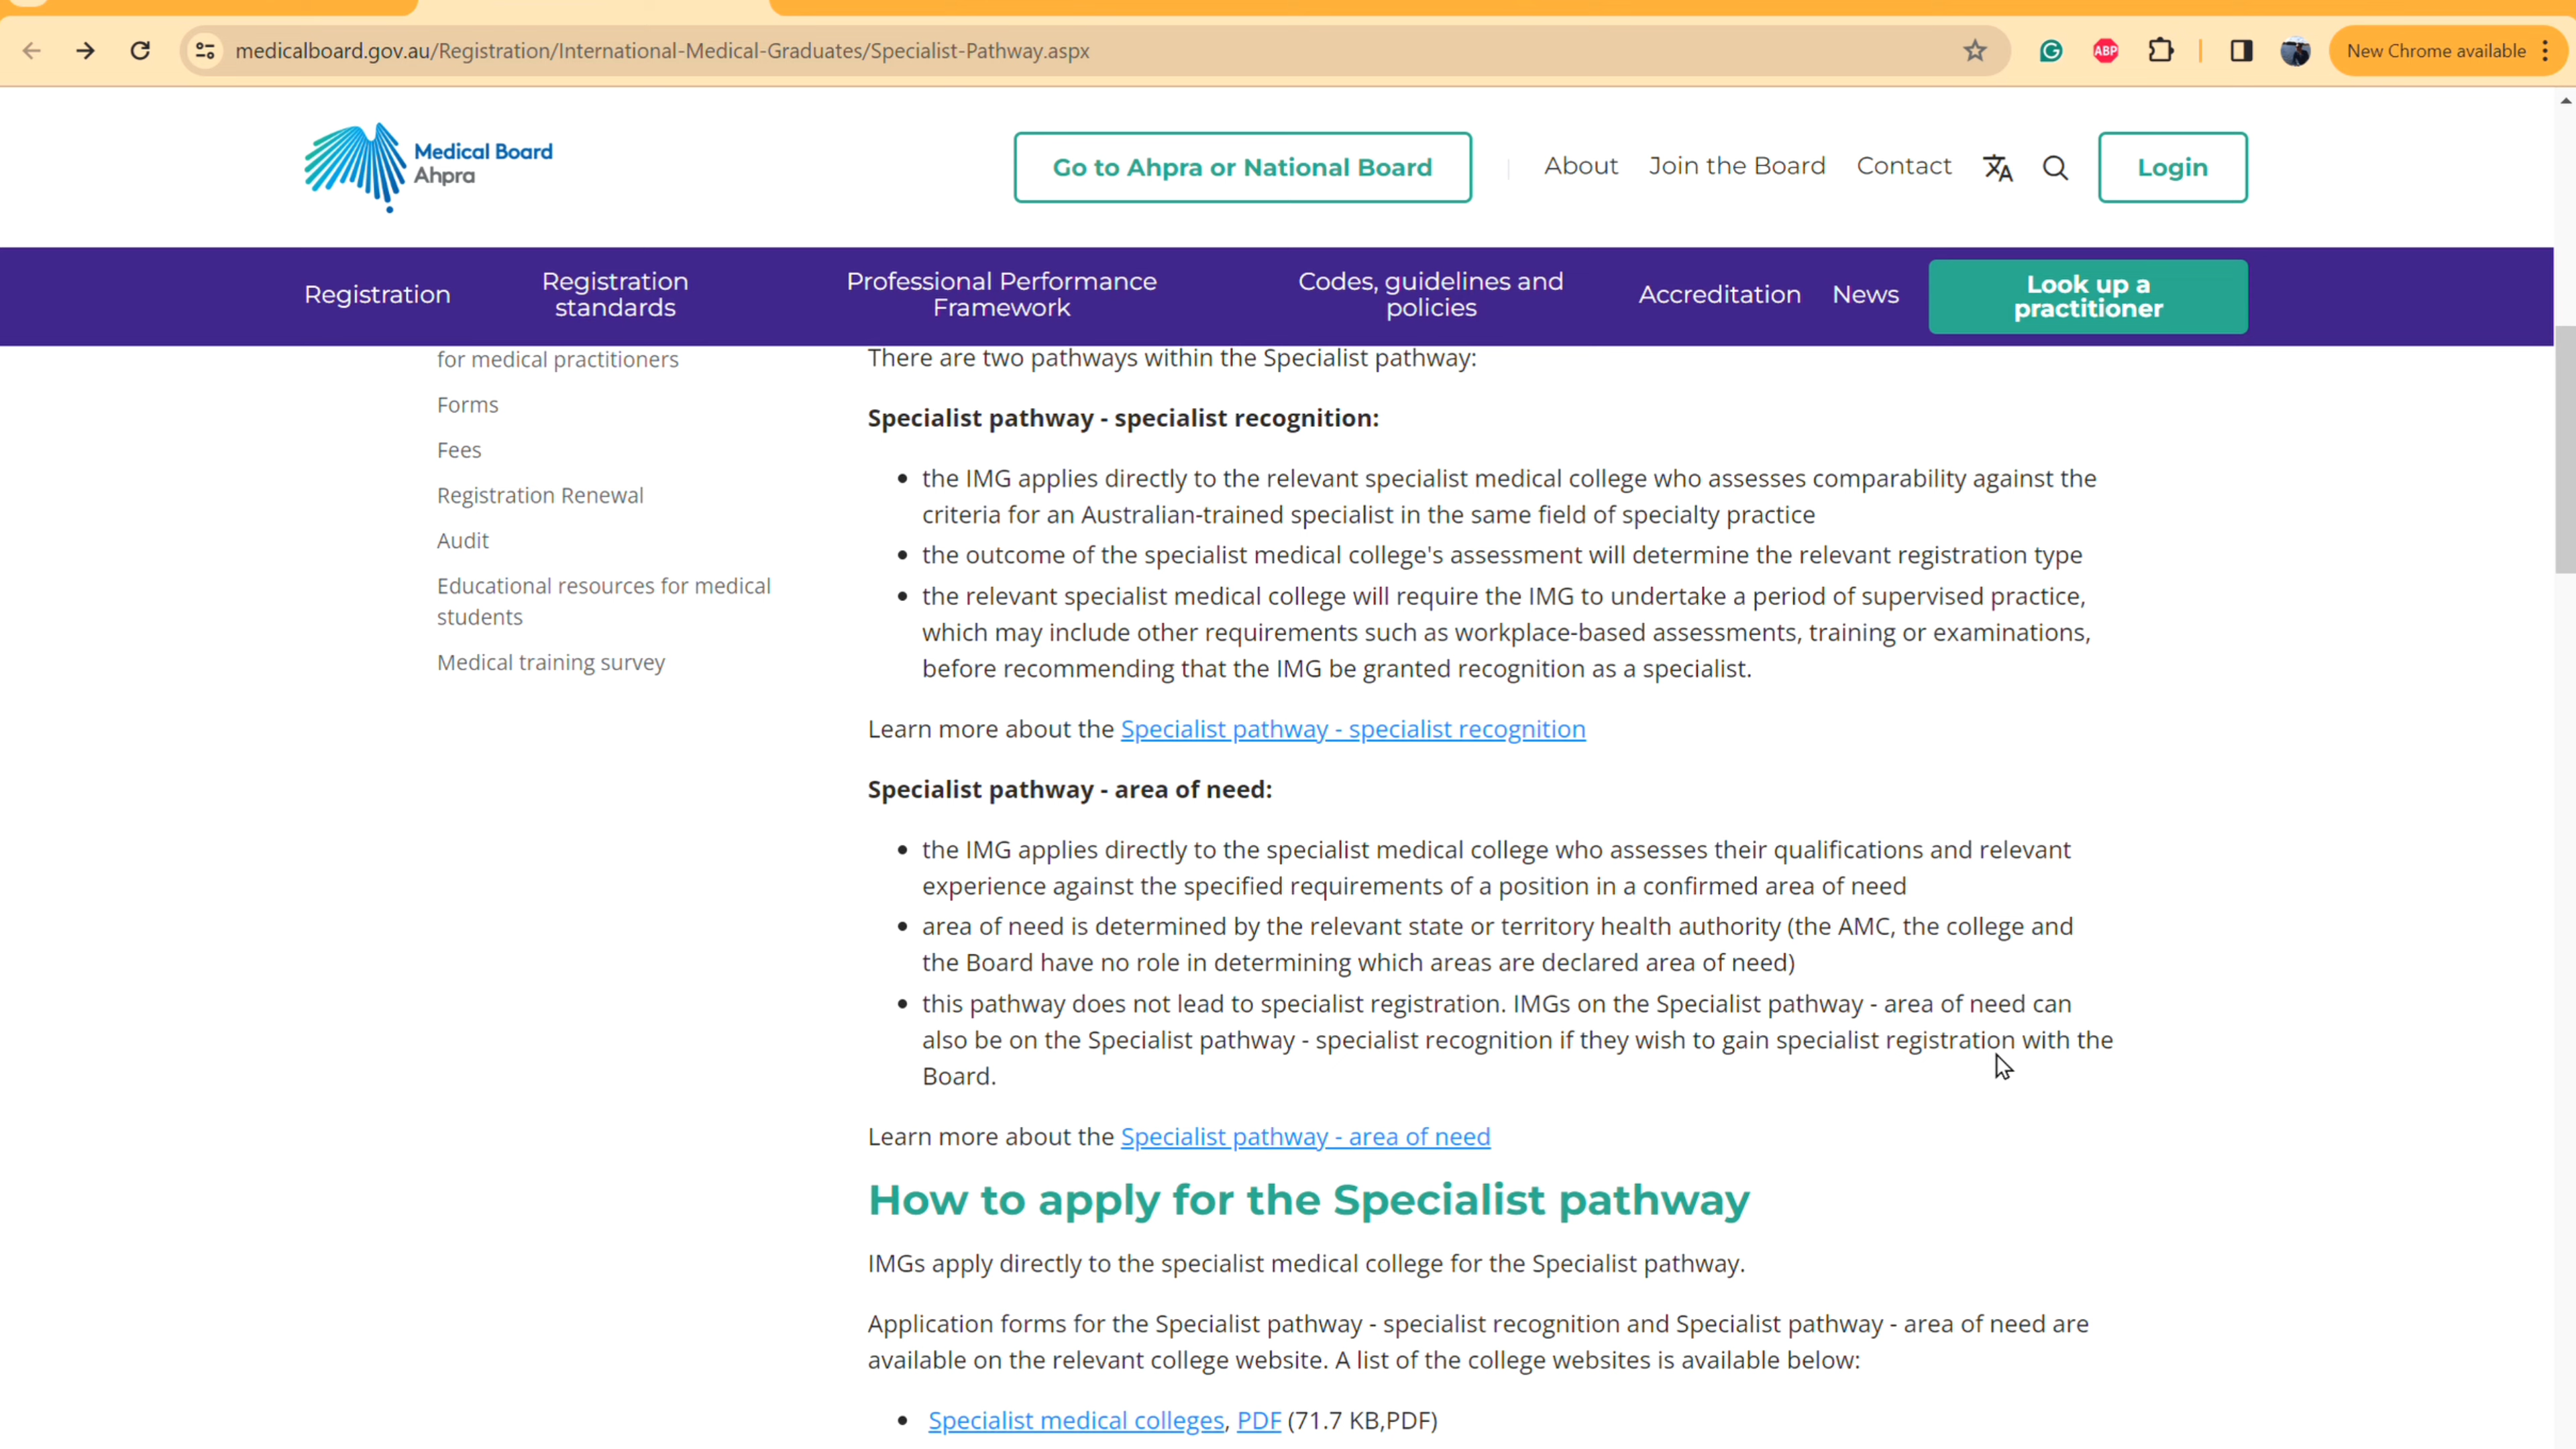 medicalboard.gov.au/Registration/International-Medical-Graduates/Specialist-Pathway.aspx
ABP
New Chrome available
Medical Board
Ahpra
Go to Ahpra or National Board
About
Join the Board
Contact
Login
Registration
Registration
standards
Professional Performance
Framework
Codes, guidelines and
policies
Accreditation
News
Look up a
practitioner
for medical practitioners
Forms
Fees
Registration Renewal
Audit
Educational resources for medical
students
Medical training survey
There are two pathways within the Specialist pathway:
Specialist pathway - specialist recognition:
• the IMG applies directly to the relevant specialist medical college who assesses comparability against the
criteria for an Australian-trained specialist in the same field of specialty practice
• the outcome of the specialist medical college's assessment will determine the relevant registration type
• the relevant specialist medical college will require the IMG to undertake a period of supervised practice,
which may include other requirements such as workplace-based assessments, training or examinations,
before recommending that the IMG be granted recognition as a specialist.
Learn more about the Specialist pathway - specialist recognition
Specialist pathway - area of need:
• the IMG applies directly to the specialist medical college who assesses their qualifications and relevant
experience against the specified requirements of a position in a confirmed area of need
• area of need is determined by the relevant state or territory health authority (the AMC, the college and
the Board have no role in determining which areas are declared area of need)
• this pathway does not lead to specialist registration. IMGs on the Specialist pathway - area of need can
also be on the Specialist pathway - specialist recognition if they wish to gain specialist registration with the
Board.
Learn more about the Specialist pathway - area of need
How to apply for the Specialist pathway
IMGs apply directly to the specialist medical college for the Specialist pathway.
Application forms for the Specialist pathway - specialist recognition and Specialist pathway - area of need are
available on the relevant college website. A list of the college websites is available below:
• Specialist medical colleges, PDF (71.7 KB,PDF)